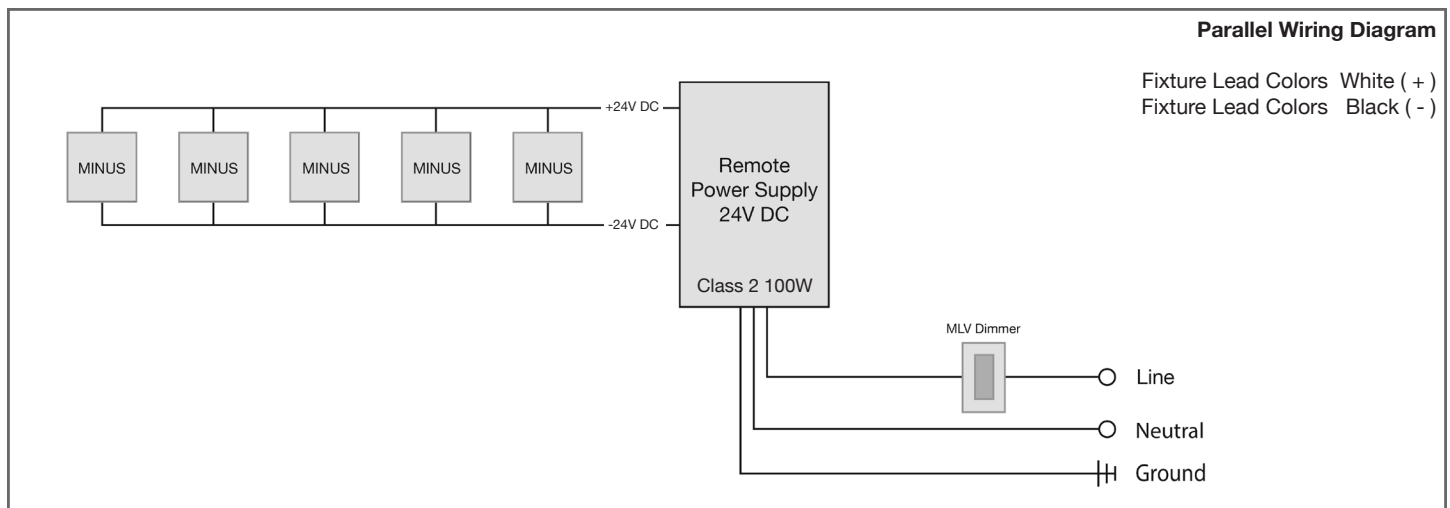 Parallel Wiring Diagram
Fixture Lead Colors White ( + )
Fixture Lead Colors Black ( - )
+24V DC
MINUS MINUS MINUS MINUS MINUS
-24V DC
Remote
Power Supply
24V DC
Class 2 100W
MLV Dimmer
Line
Neutral
Ground